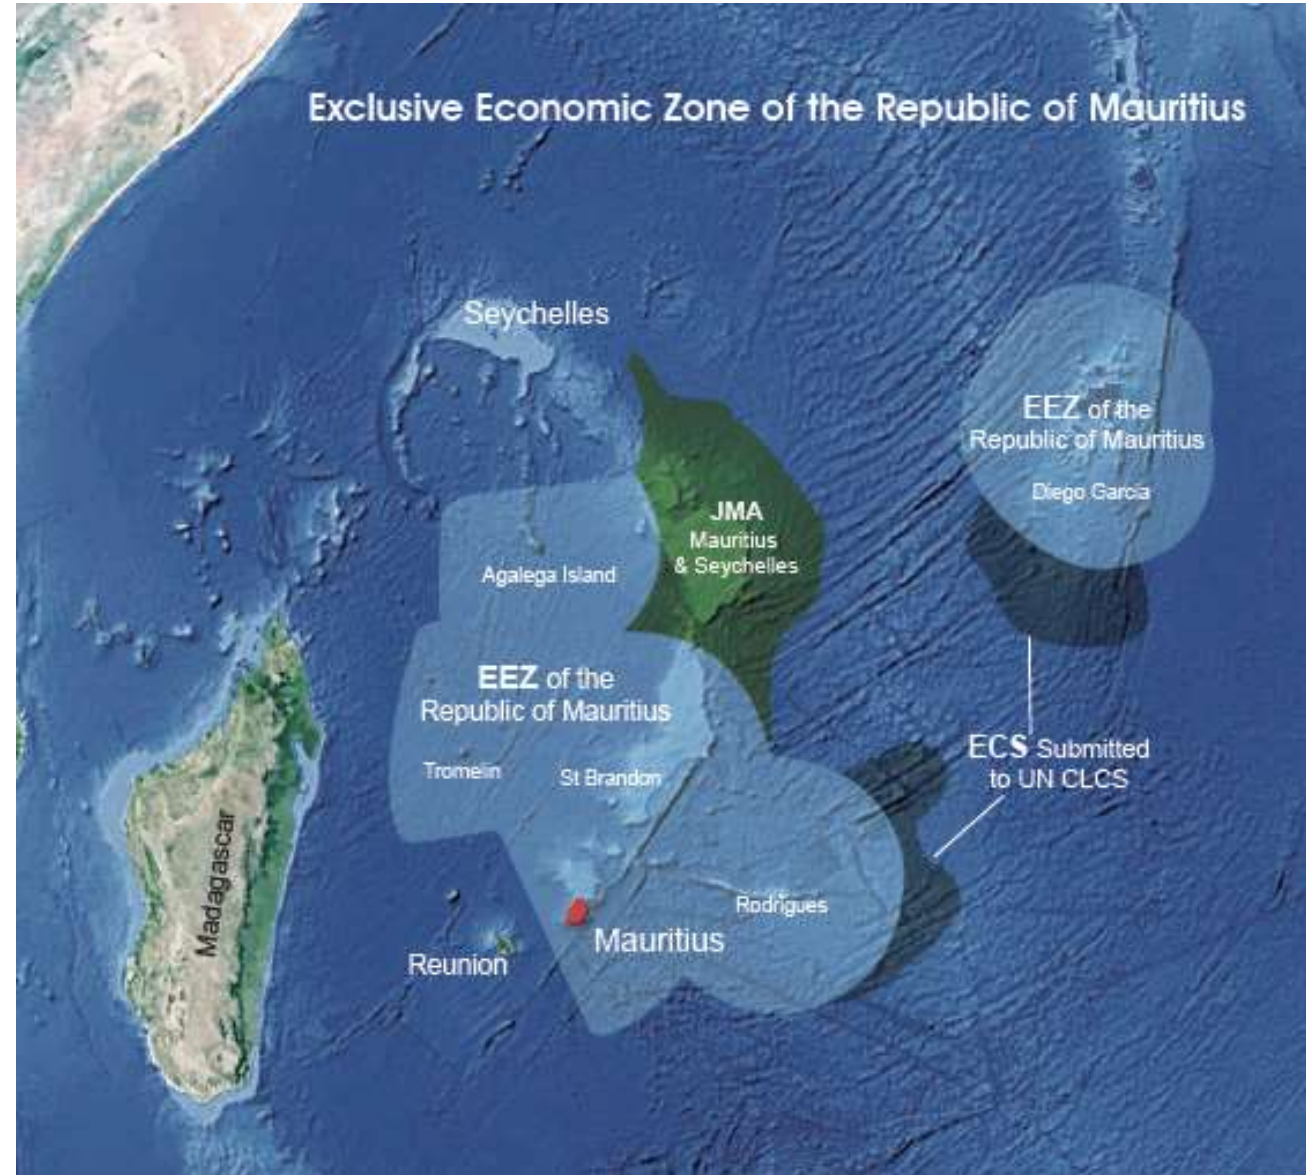 Exclusive Economic Zone of the Republic of Mauritius
Seychelles
EEZ of the
Republic of Mauritius
Diego Garcia
JMA
Mauritius
& Seychelles
Agalega Island
EEZ of the
Republic of Mauritius
Tromelin
St Brandon
ECS Submitted
to UN CLCS
Madagascar
Rodrigues
Mauritius
Reunion